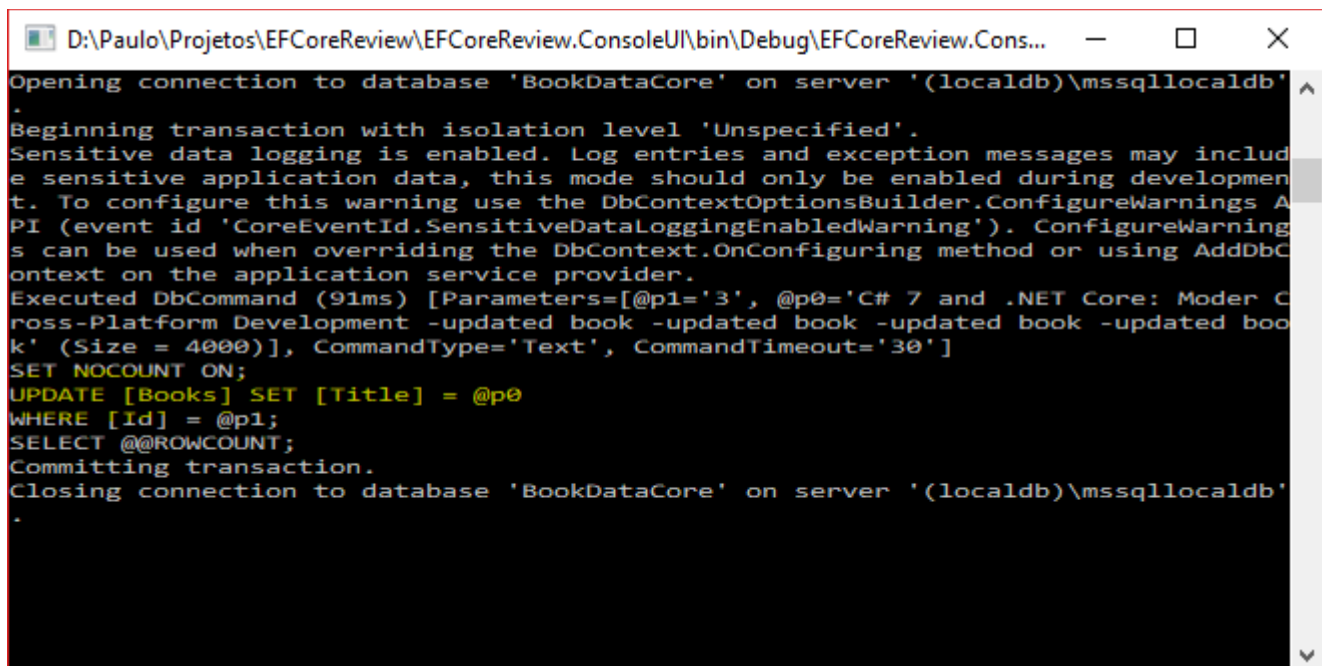 D:\Paulo\Projetos\EFCoreReview\EFCoreReview.ConsoleUI\bin\Debug\EFCoreReview.Cons...
Opening connection to database 'BookDataCore' on server '(localdb)\mssqllocaldb'
.
Beginning transaction with isolation level 'Unspecified'.
Sensitive data logging is enabled. Log entries and exception messages may includ
e sensitive application data, this mode should only be enabled during developmen
t. To configure this warning use the DbContextOptionsBuilder.ConfigureWarnings A
PI (event id 'CoreEventId.SensitiveDataLoggingEnabledWarning'). ConfigureWarning
s can be used when overriding the DbContext.OnConfiguring method or using AddDbC
ontext on the application service provider.
Executed DbCommand (91ms) [Parameters=[@p1='3', @p0='C# 7 and .NET Core: Moder C
ross-Platform Development -updated book -updated book -updated book -updated boo
k' (Size = 4000)], CommandType='Text', CommandTimeout='30']
SET NOCOUNT ON;
UPDATE [Books] SET [Title] = @p0
WHERE [Id] = @p1;
SELECT @@ROWCOUNT;
Committing transaction.
Closing connection to database 'BookDataCore' on server '(localdb)\mssqllocaldb'
.